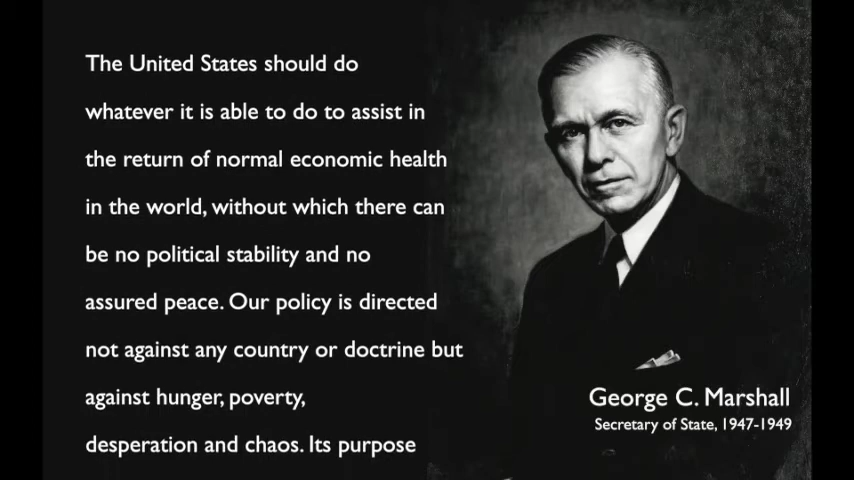 The United States should do
whatever it is able to do to assist in
the return of normal economic health
in the world, without which there can
be no political stability and no
assured peace. Our policy is directed
not against any country or doctrine but
against hunger, poverty,
desperation and chaos. Its purpose
George C. Marshall
Secretary of State, 1947-1949